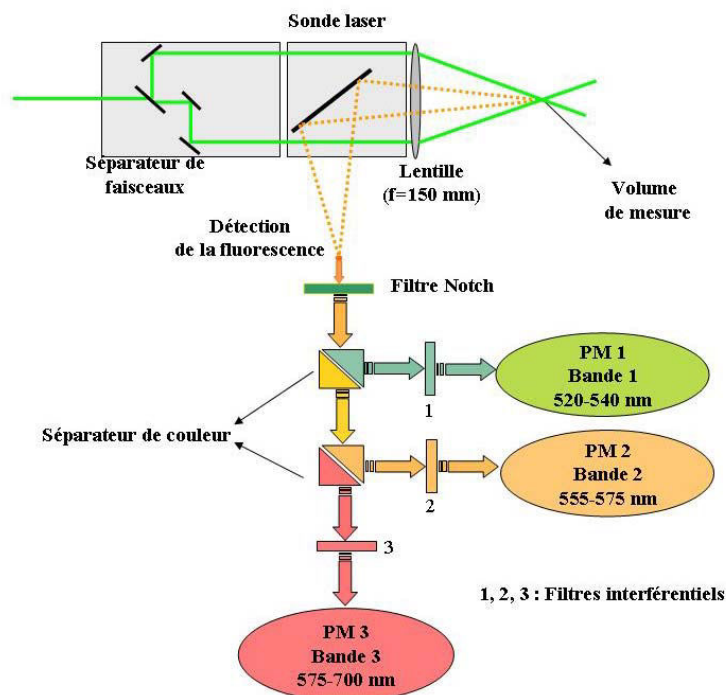 Sonde laser
Séparateur de
faisceaux
Lentille
(f=150 mm)
Volume
de mesure
Détection
de la fluorescence
Filtre Notch
PM 1
Bande 1
520-540 nm
1
Séparateur de couleur
PM 2
Bande 2
555-575 nm
2
3
1, 2, 3 : Filtres interférentiels
PM 3
Bande 3
575-700 nm